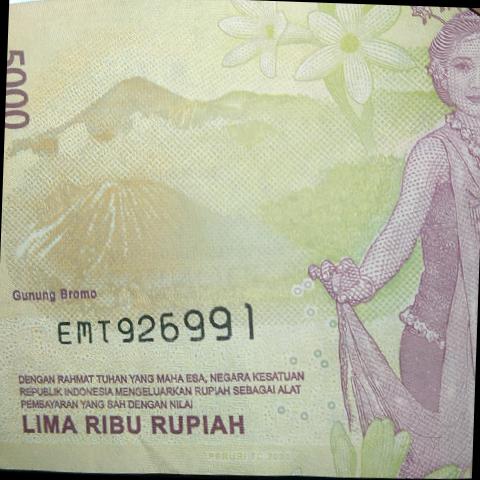 5000
Gunung Bromo
EMT926991
DENGAN RAHMAT TUHAN YANG MAHA ESA, NEGARA KESATUAN
REPUBLIK INDONESIA MENGELUARKAN RUPIAH SEBAGAI ALAT
PEMBAYARAN YANG SAH DENGAN NILAI
LIMA RIBU RUPIAH